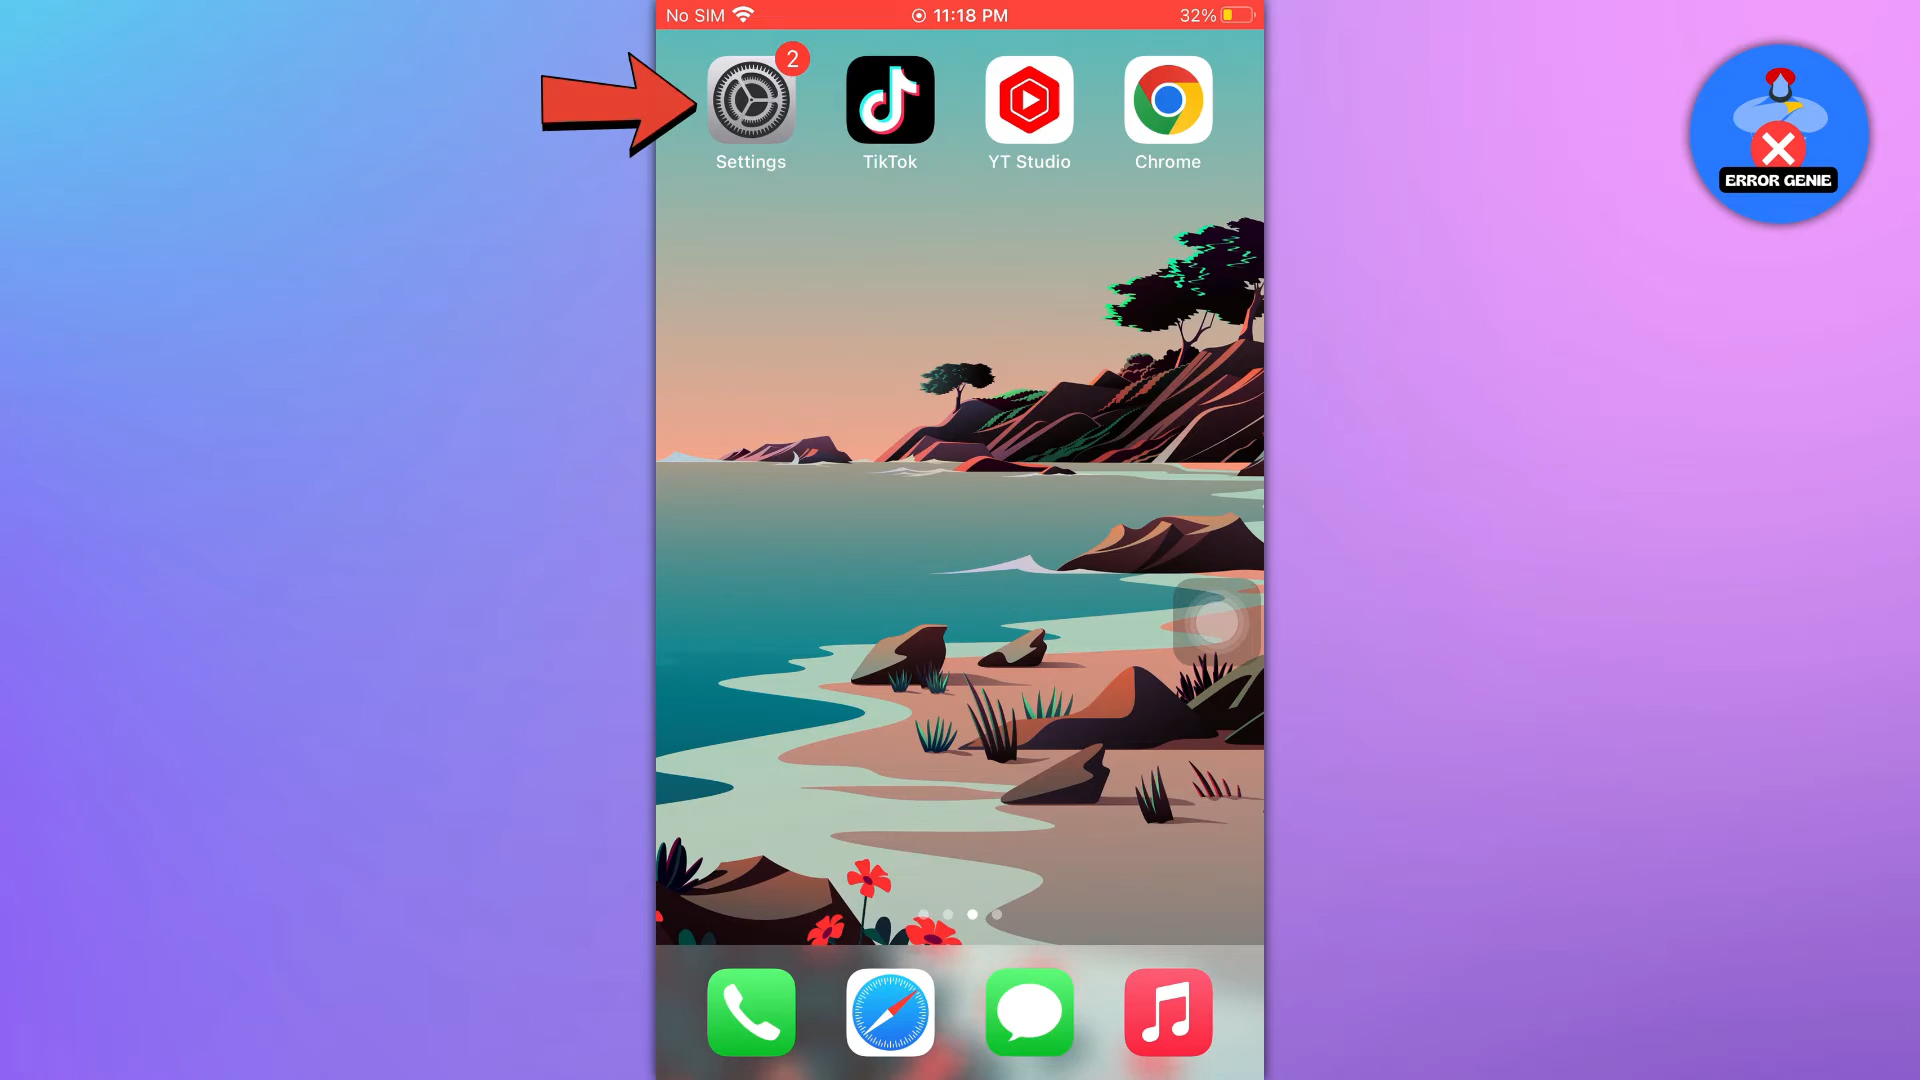 No SIM 11:18 PM 32%
2
Settings TikTok YT Studio Chrome
ERROR GENIE